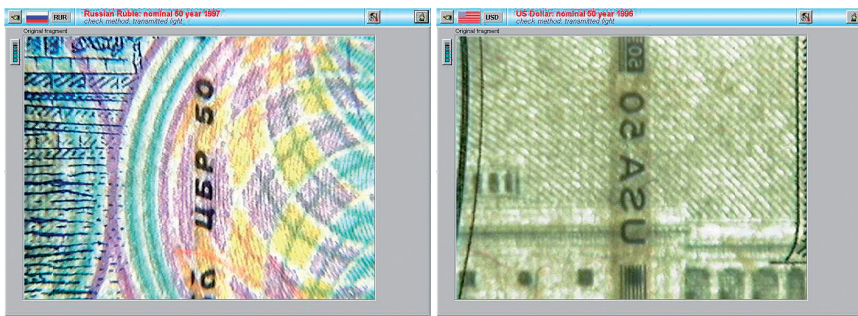 RUR
Russian Ruble: nominal 50 year 1997
check method: transmitted light
Original fragment
ЦБР 50
USD
US Dollar: nominal 50 year 1996
check method: transmitted light
Original fragment
USA 50
50